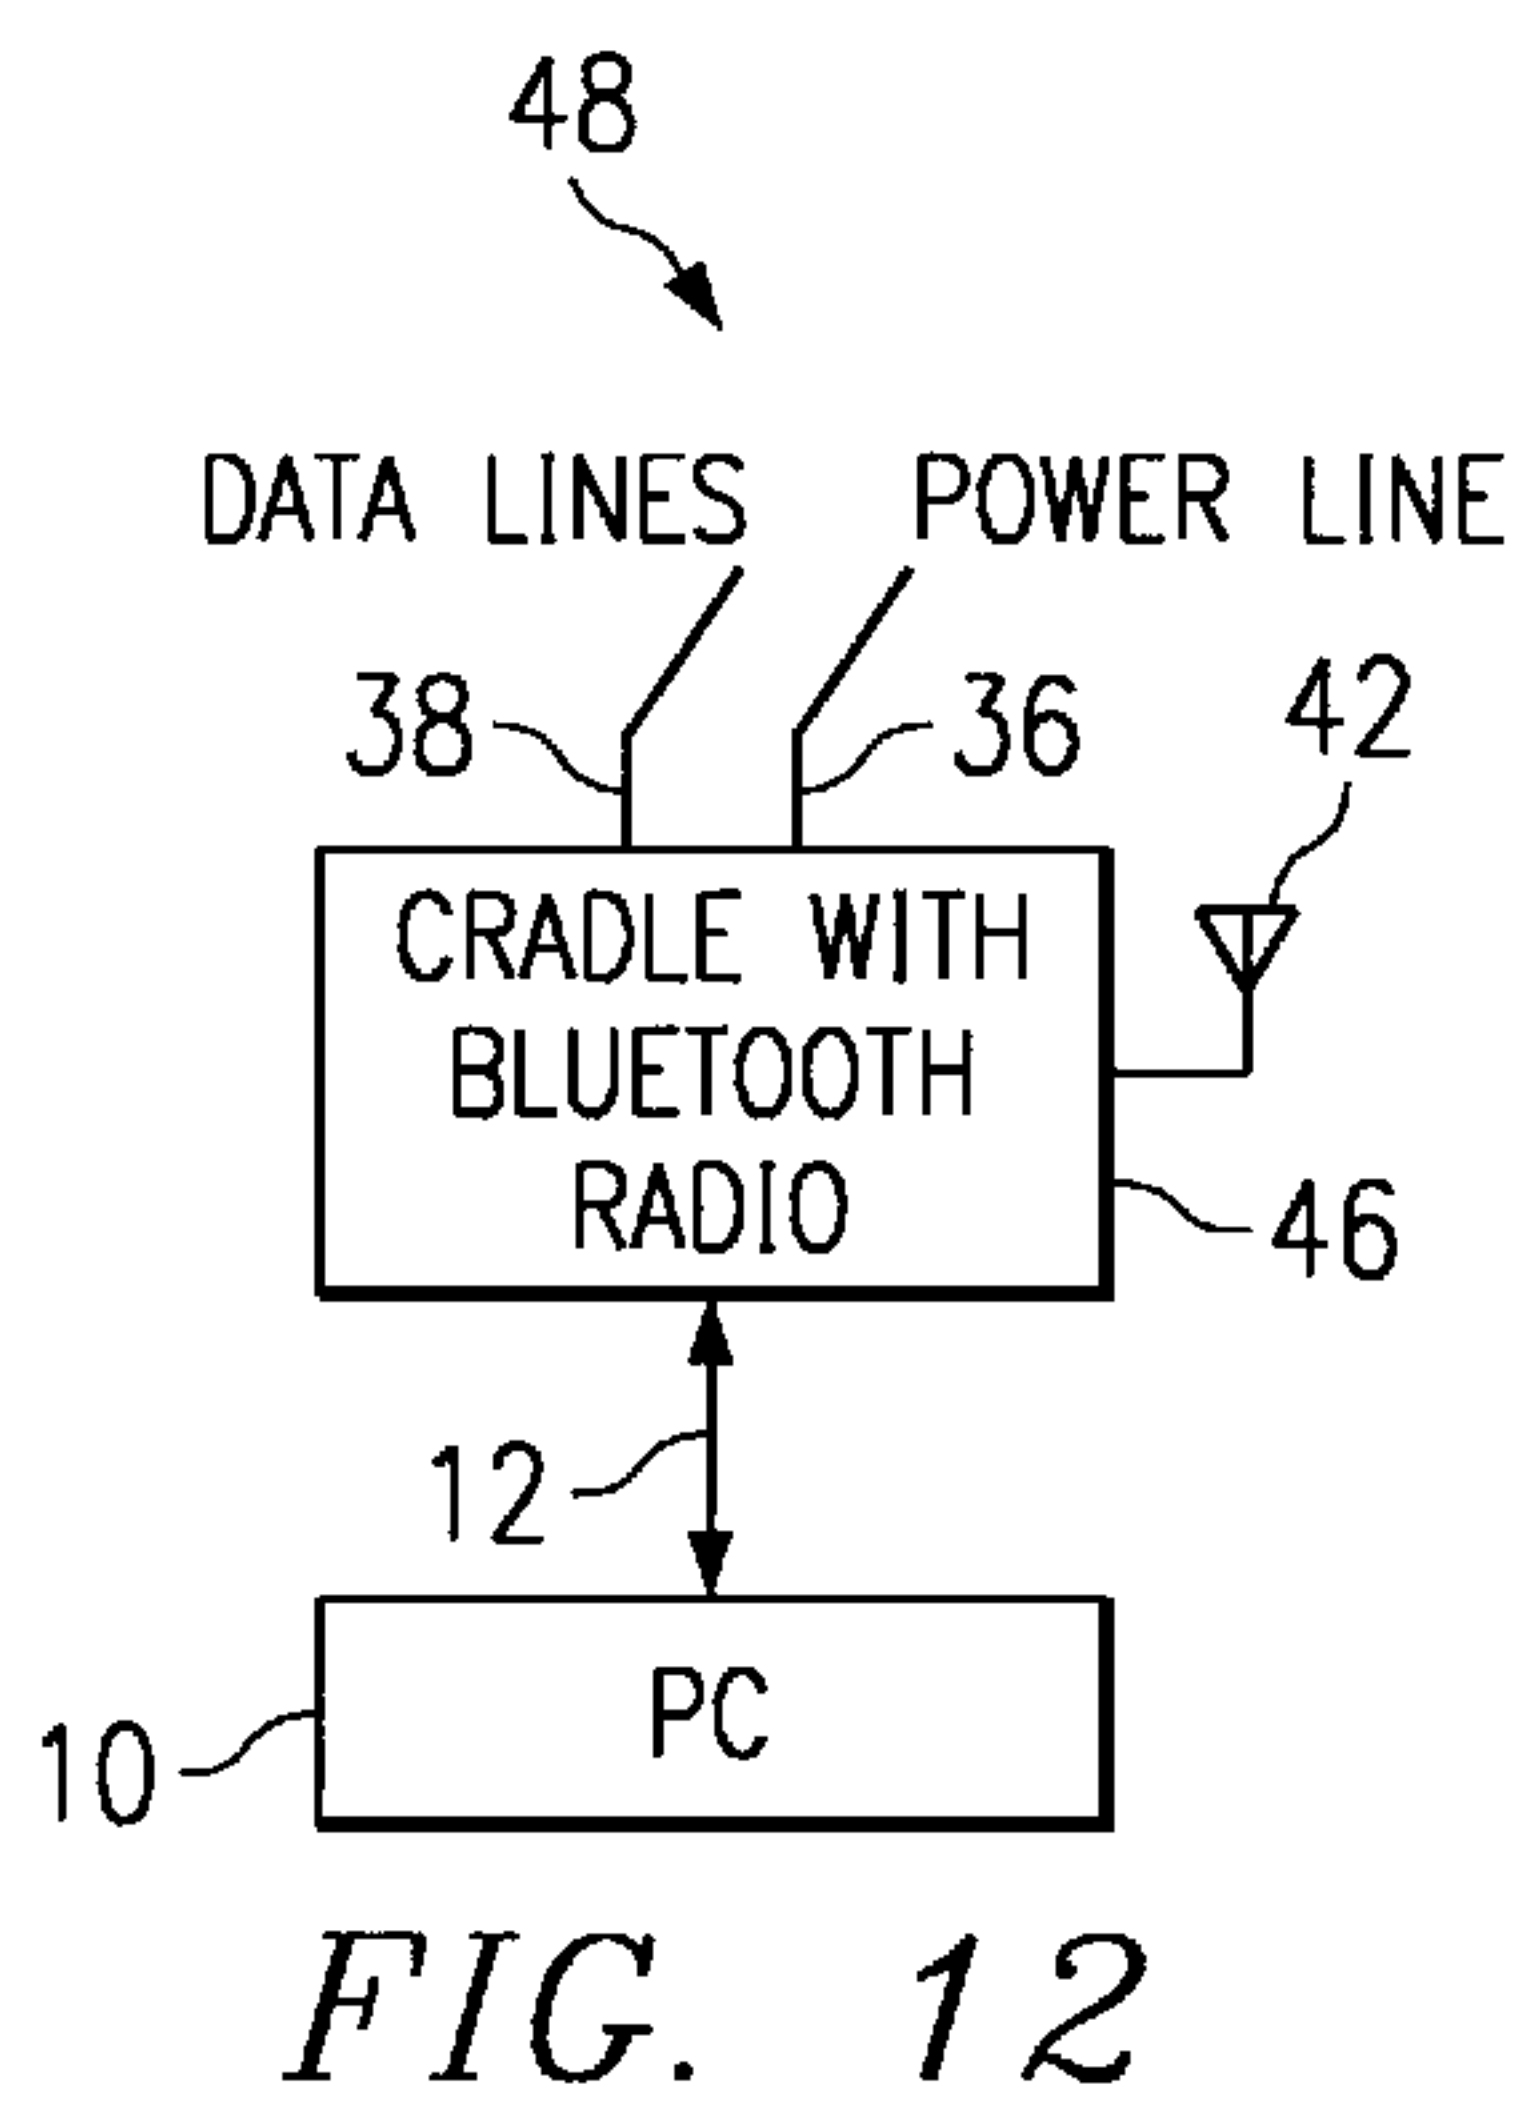 48
DATA LINES POWER LINE
38 36 42
CRADLE WITH
BLUETOOTH
RADIO
46
12
PC
10
FIG. 12